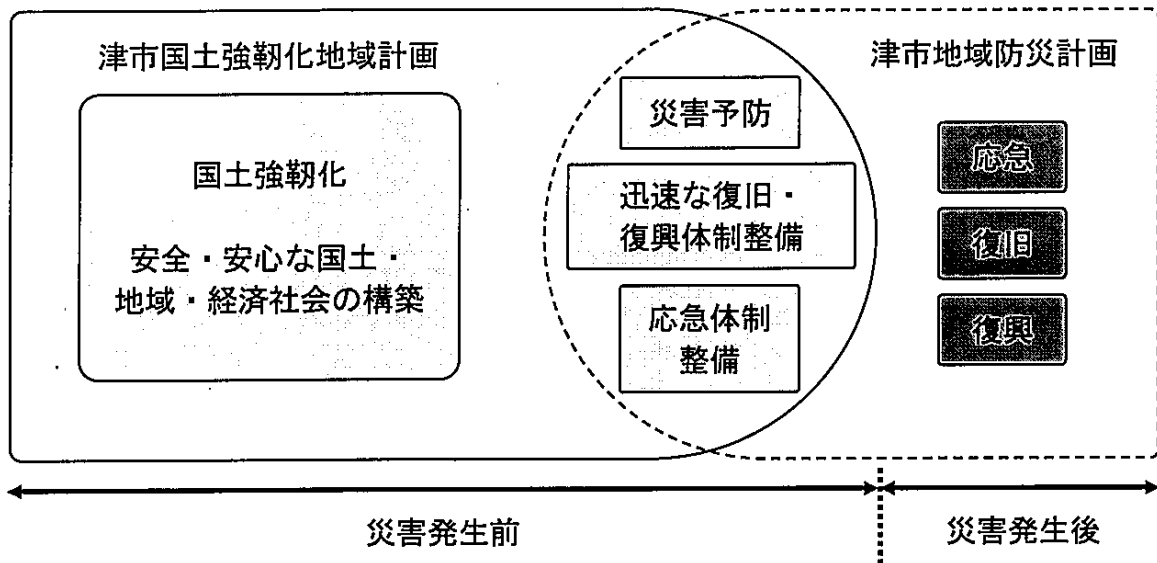 津市国土強靭化地域計画
国土強靭化
安全・安心な国土・
地域・経済社会の構築
災害予防
迅速な復旧・
復興体制整備
応急体制
整備
津市地域防災計画
応急
復旧
復興
災害発生前
災害発生後